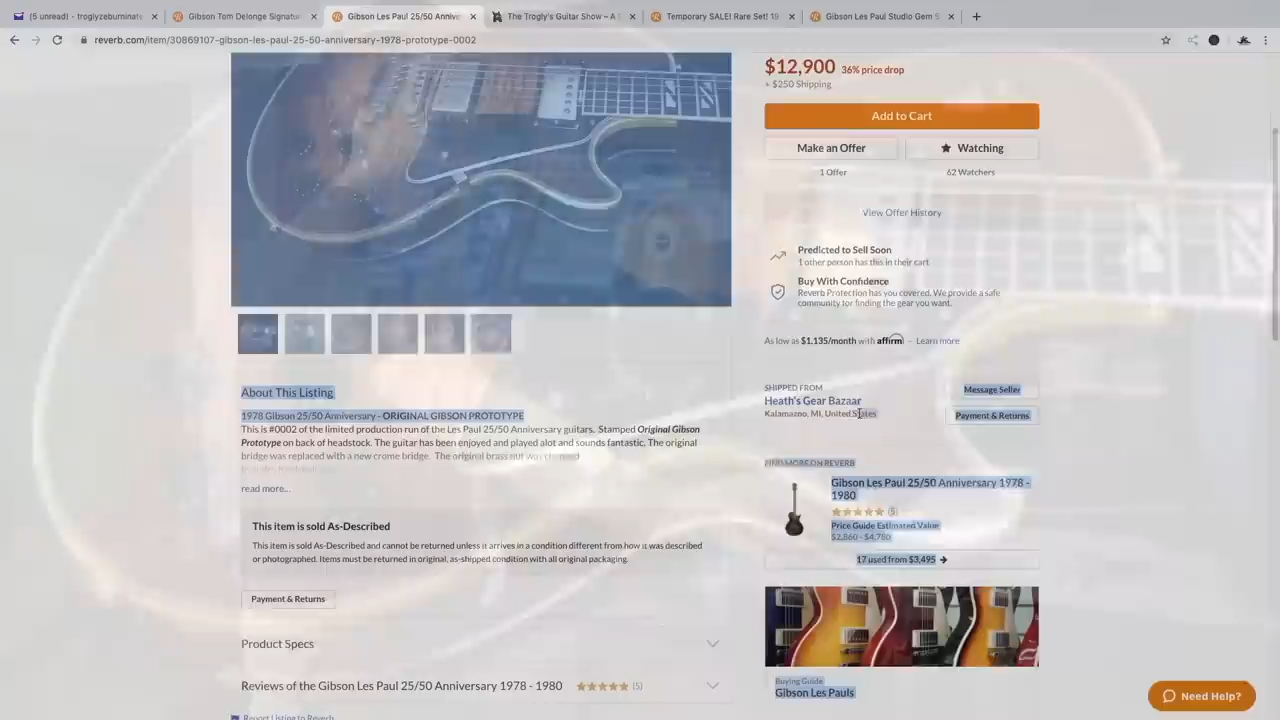 (5 unread) - troglyzeburninate
Gibson Tom Delonge Signatur
Gibson Les Paul 25/50 Annive
The Trogly's Guitar Show – A
Temporary SALE! Rare Set! 19
Gibson Les Paul Studio Gem S
reverb.com/item/30869107-gibson-les-paul-25-50-anniversary-1978-prototype-0002
$12,900 36% price drop
+ $250 Shipping
Add to Cart
Make an Offer
Watching
1 Offer
62 Watchers
View Offer History
Predicted to Sell Soon
1 other person has this in their cart
Buy With Confidence
Reverb Protection has you covered. We provide a safe
community for finding the gear you want.
As low as $1,135/month with affirm – Learn more
SHIPPED FROM
Heath's Gear Bazaar
Kalamazoo, MI, United States
Message Seller
Payment & Returns
About This Listing
1978 Gibson 25/50 Anniversary - ORIGINAL GIBSON PROTOTYPE
This is #0002 of the limited production run of the Les Paul 25/50 Anniversary guitars. Stamped Original Gibson
Prototype on back of headstock. The guitar has been enjoyed and played alot and sounds fantastic. The original
bridge was replaced with a new crome bridge. The original brass nut was changed
read more...
This item is sold As-Described
This item is sold As-Described and cannot be returned unless it arrives in a condition different from how it was described
or photographed. Items must be returned in original, as-shipped condition with all original packaging.
Payment & Returns
Product Specs
Reviews of the Gibson Les Paul 25/50 Anniversary 1978 - 1980 (5)
Report Listing to Reverb
FIND MORE ON REVERB
Gibson Les Paul 25/50 Anniversary 1978 -
1980
(5)
Price Guide Estimated Value
$2,860 - $4,780
17 used from $3,495
Buying Guide
Gibson Les Pauls
Need Help?